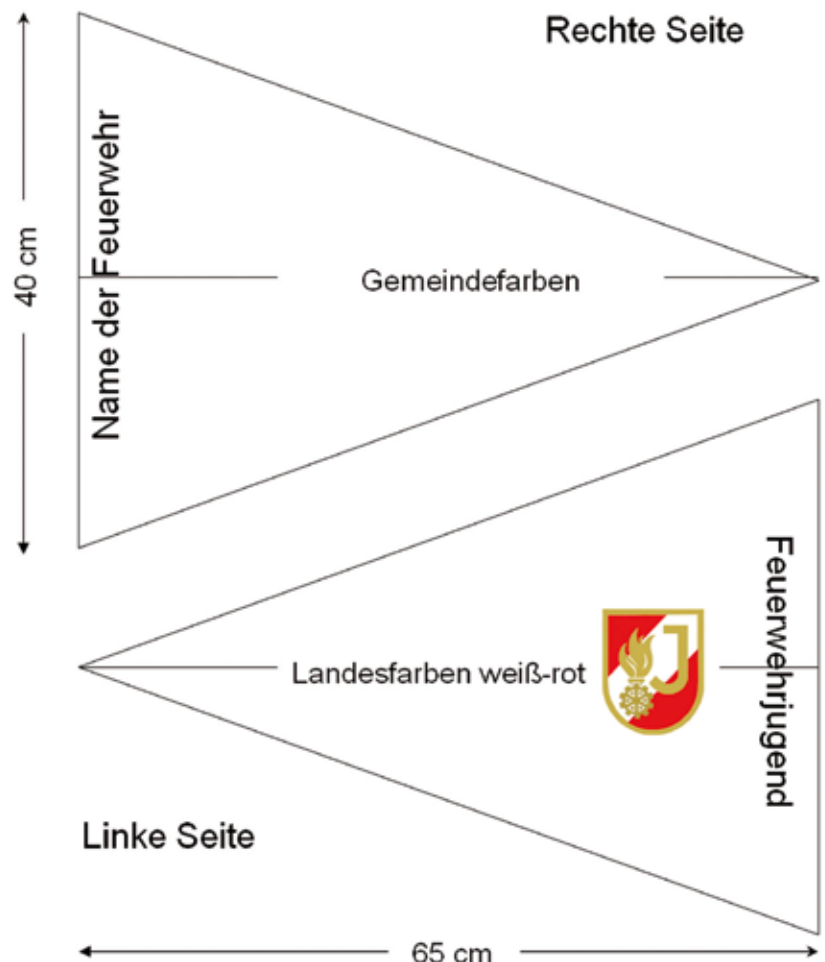 Rechte Seite
Name der Feuerwehr
40 cm
Gemeindefarben
Feuerwehrjugend
Landesfarben weiß-rot
J
Linke Seite
65 cm